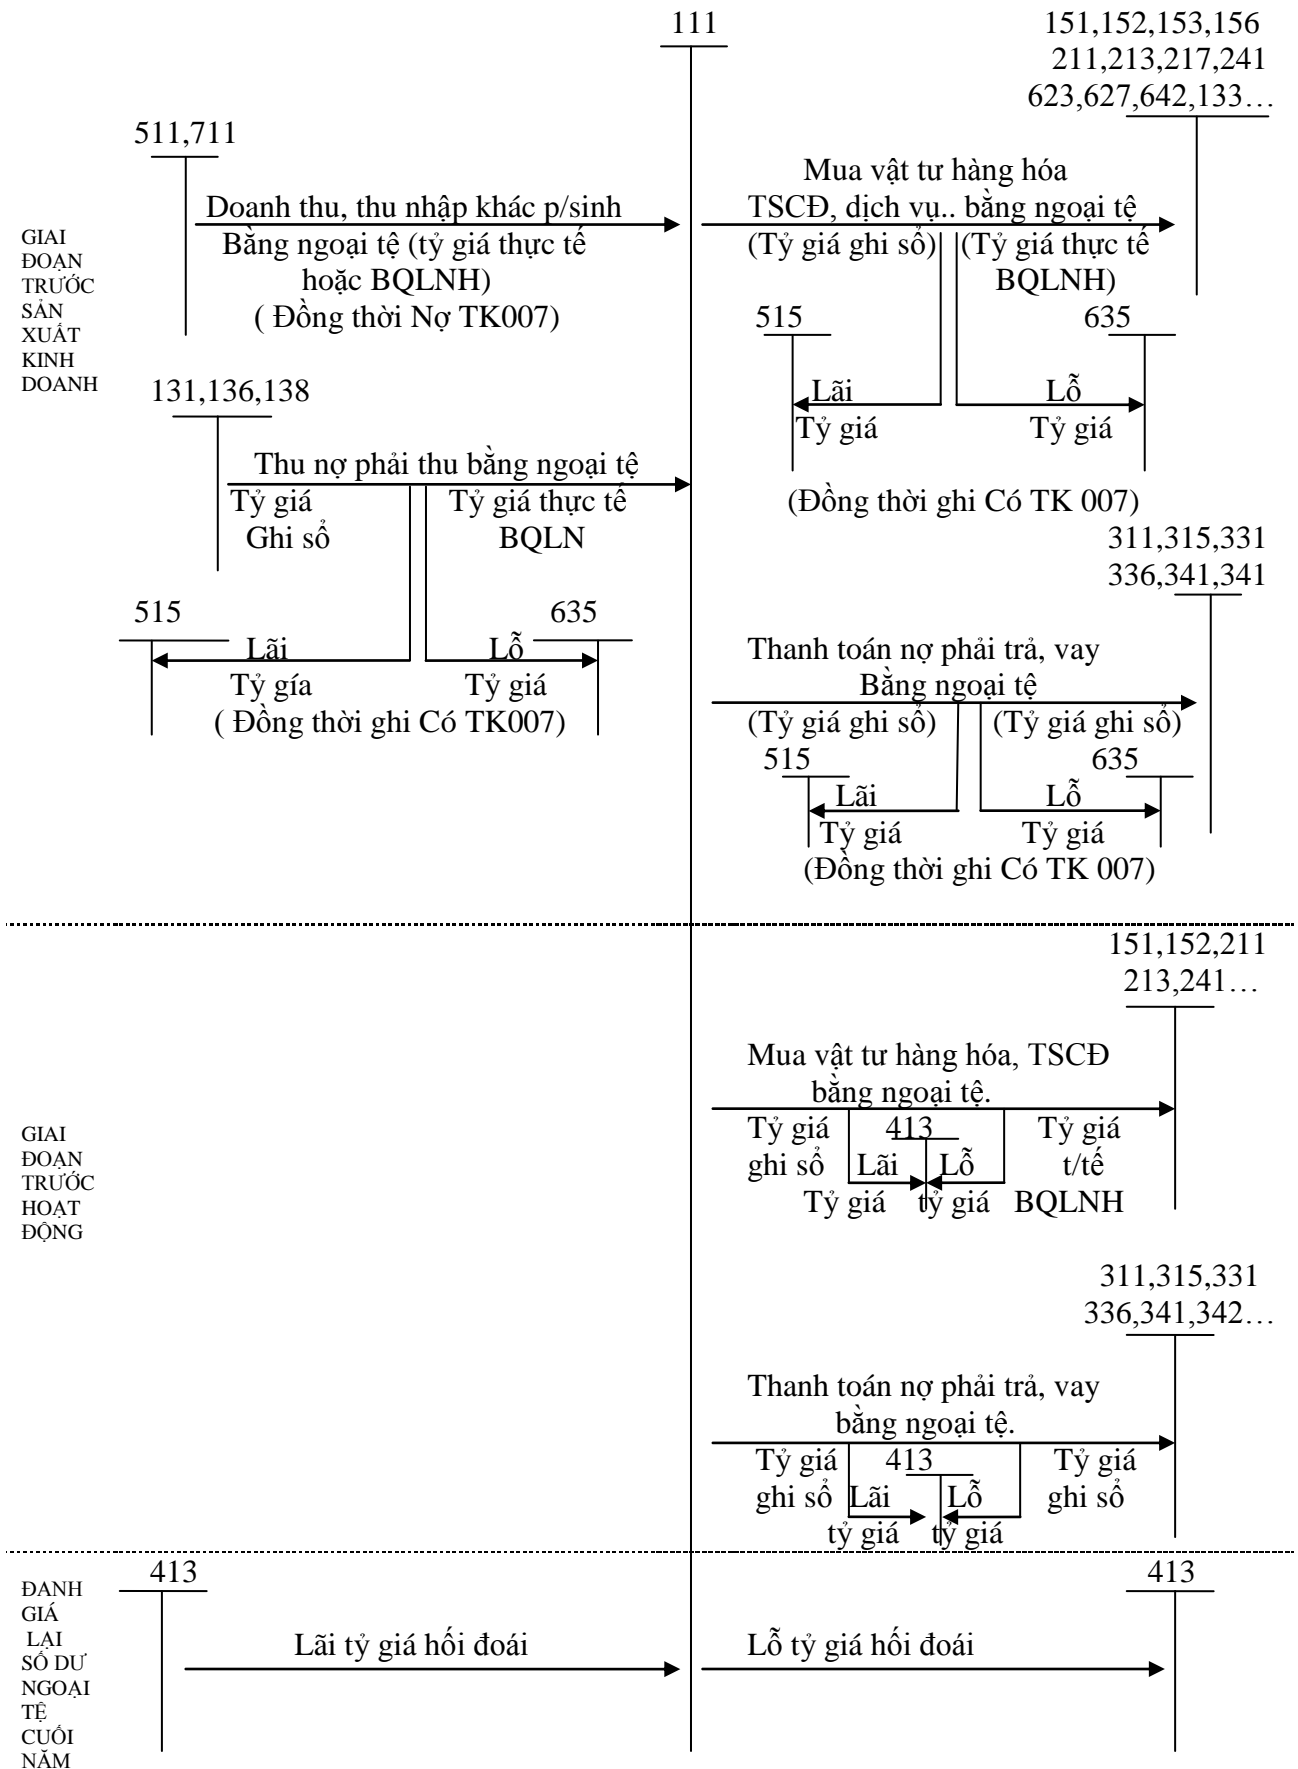 111
151,152,153,156
211,213,217,241
623,627,642,133…
511,711
Mua vật tư hàng hóa
Doanh thu, thu nhập khác p/sinh
TSCĐ, dịch vụ.. bằng ngoại tệ
Bằng ngoại tệ (tỷ giá thực tế
(Tỷ giá ghi sổ)
(Tỷ giá thực tế
hoặc BQLNH)
BQLNH)
( Đồng thời Nợ TK007)
GIAI
ĐOẠN
TRƯỚC
SẢN
XUẤT
KINH
DOANH
515
635
Lãi
Lỗ
Tỷ giá
Tỷ giá
131,136,138
Thu nợ phải thu bằng ngoại tệ
Tỷ giá
Tỷ giá thực tế
Ghi sổ
BQLN
(Đồng thời ghi Có TK 007)
311,315,331
336,341,341
515
635
Lãi
Lỗ
Tỷ gía
Tỷ giá
( Đồng thời ghi Có TK007)
Thanh toán nợ phải trả, vay
Bằng ngoại tệ
(Tỷ giá ghi sổ)
(Tỷ giá ghi sổ)
515
635
Lãi
Lỗ
Tỷ giá
Tỷ giá
(Đồng thời ghi Có TK 007)
151,152,211
213,241…
Mua vật tư hàng hóa, TSCĐ
bằng ngoại tệ.
GIAI
ĐOẠN
TRƯỚC
HOẠT
ĐỘNG
Tỷ giá
413
Tỷ giá
ghi sổ
Lãi
Lỗ
t/tế
Tỷ giá
tỷ giá
BQLNH
311,315,331
336,341,342…
Thanh toán nợ phải trả, vay
bằng ngoại tệ.
Tỷ giá
413
Tỷ giá
ghi sổ
Lãi
Lỗ
ghi sổ
tỷ giá
tỷ giá
ĐANH
GIÁ
LẠI
SỐ DƯ
NGOẠI
TỆ
CUỐI
NĂM
413
413
Lãi tỷ giá hối đoái
Lỗ tỷ giá hối đoái